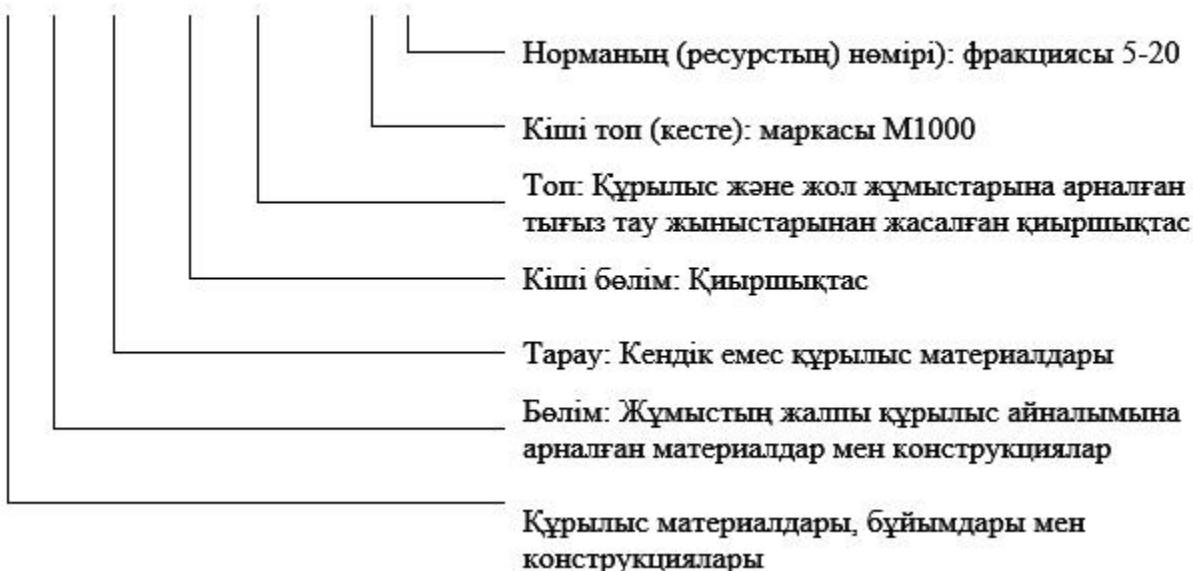 Норманың (ресурстың) нөмірі): фракциясы 5-20
Кіші топ (кесте): маркасы М1000
Топ: Құрылыс және жол жұмыстарына арналған
тығыз тау жыныстарынан жасалған қиыршықтас
Кіші бөлім: Қиыршықтас
Тарау: Кендік емес құрылыс материалдары
Бөлім: Жұмыстың жалпы құрылыс айналымына
арналған материалдар мен конструкциялар
Құрылыс материалдары, бұйымдары мен
конструкциялары